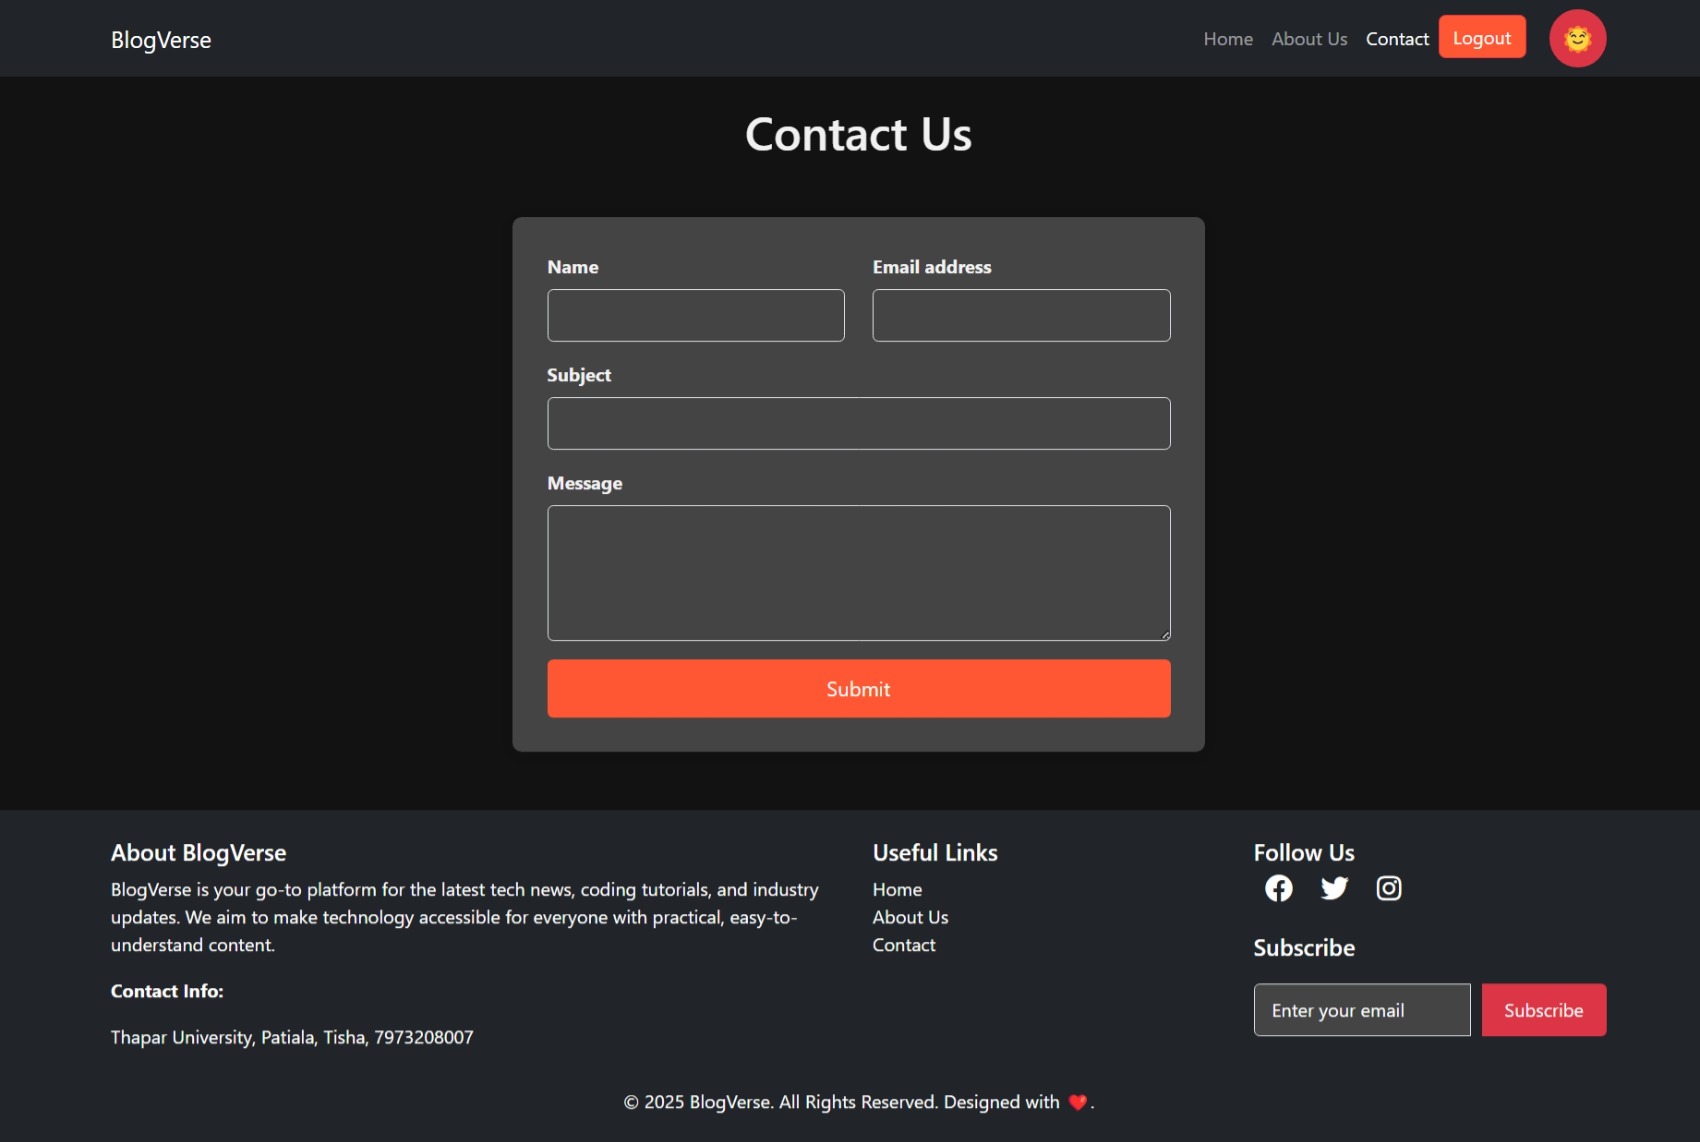 BlogVerse
Home
About Us
Contact
Logout
Contact Us
Name
Email address
Subject
Message
Submit
About BlogVerse
BlogVerse is your go-to platform for the latest tech news, coding tutorials, and industry
updates. We aim to make technology accessible for everyone with practical, easy-to-
understand content.
Contact Info:
Thapar University, Patiala, Tisha, 7973208007
Useful Links
Home
About Us
Contact
Follow Us
Subscribe
Enter your email
Subscribe
© 2025 BlogVerse. All Rights Reserved. Designed with ❤️.